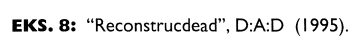 EKS. 8: “Reconstrucdead”, D:A:D (1995).